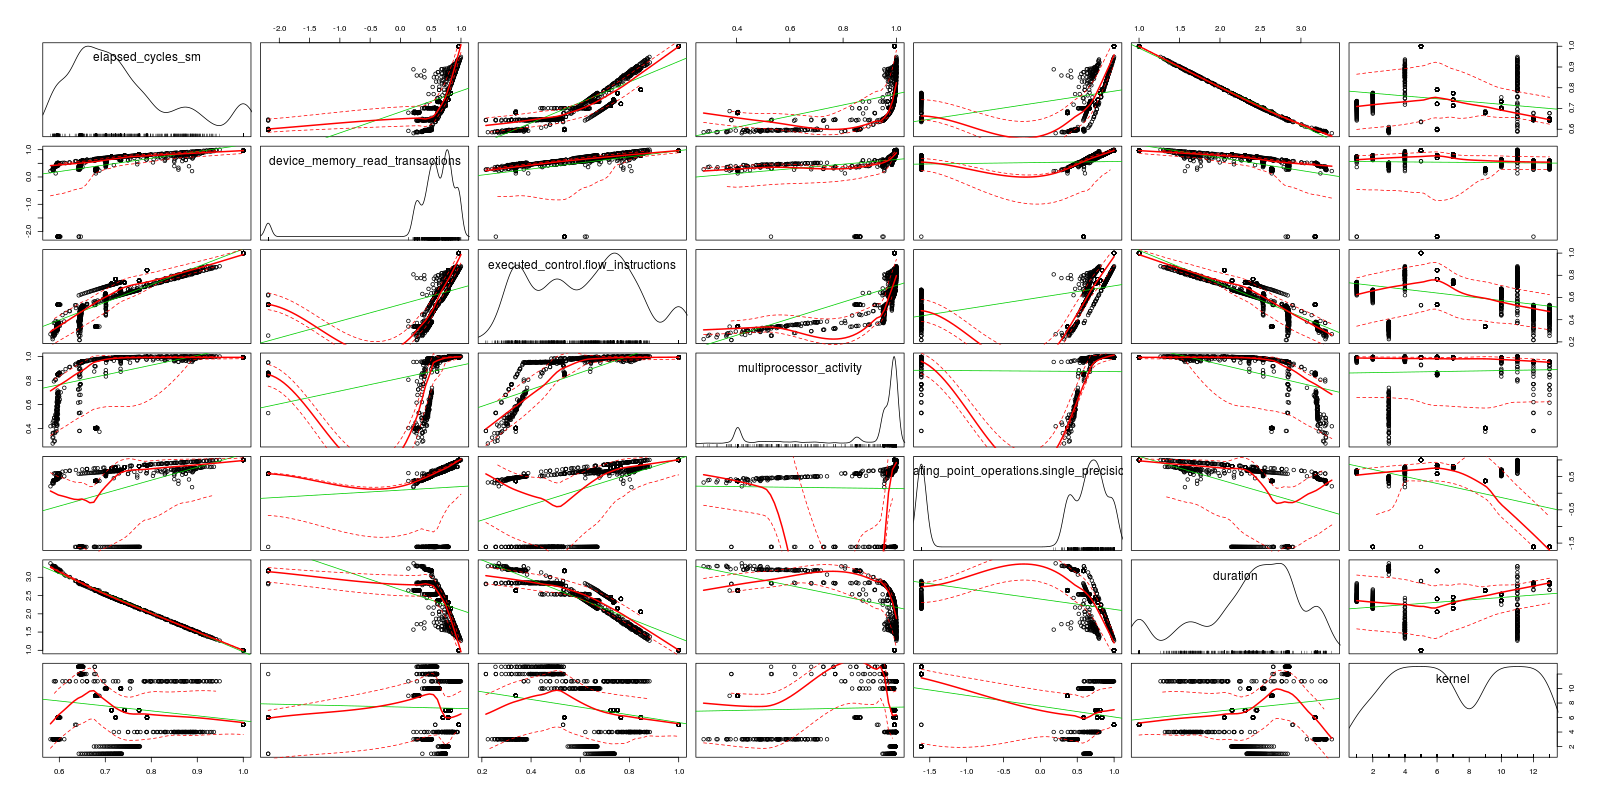 -2.0 -1.0 0.0 0.5 1.0
0.4 0.6 0.8 1.0
1.0 1.5 2.0 2.5 3.0
elapsed_cycles_sm
0.6 0.7 0.8 0.9 1.0
-2.0 -1.0 0.0 1.0
device_memory_read_transactions
executed_control.flow_instructions
0.2 0.4 0.6 0.8 1.0
0.4 0.6 0.8 1.0
multiprocessor_activity
ating_point_operations.single_precisic
-1.5 -0.5 0.5
1.0 1.5 2.0 2.5 3.0
duration
kernel
2 4 6 8 10
0.6 0.7 0.8 0.9 1.0
0.2 0.4 0.6 0.8 1.0
-1.5 -1.0 0.0 0.5 1.0
2 4 6 8 10 12